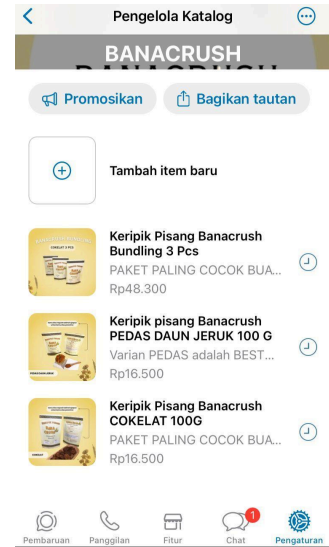 Pengelola Katalog
BANACRUSH
Promosikan
Bagikan tautan
Tambah item baru
Keripik Pisang Banacrush
Bundling 3 Pcs
PAKET PALING COCOK BUA...
Rp48.300
Keripik pisang Banacrush
PEDAS DAUN JERUK 100 G
Varian PEDAS adalah BEST...
Rp16.500
Keripik Pisang Banacrush
COKELAT 100G
PAKET PALING COCOK BUA...
Rp16.500
1
Pembaruan
Panggilan
Fitur
Chat
Pengaturan